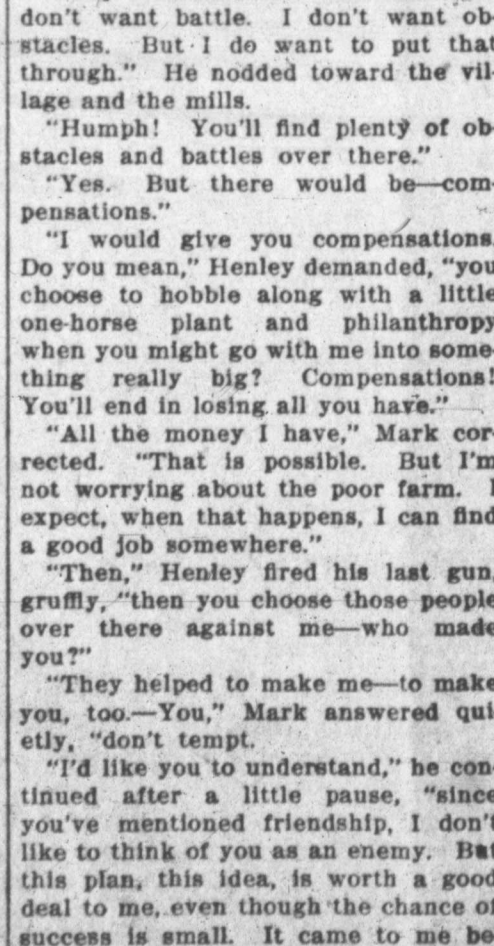 don't want battle. I don't want ob
stacles. But I do want to put that
through." He nodded toward the vil
lage and the mills.
"Humph! You'll find plenty of ob
stacles and battles over there."
"Yes. But there would be—com-
pensations."
"I would give you compensations.
Do you mean," Henley demanded, "you
choose to hobble along with a little
one-horse plant and philanthropy
when you might go with me into some-
thing really big? Compensations!
You'll end in losing all you have."
"All the money I have," Mark cor-
rected. "That is possible. But I'm
not worrying about the poor farm. I
expect, when that happens, I can find
a good job somewhere."
"Then," Henley fired his last gun,
gruffly, "then you choose those people
over there against me—who made
you?"
"They helped to make me—to make
you, too.—You," Mark answered qui
etly, "don't tempt.
"I'd like you to understand," he con-
tinued after a little pause, "since
you've mentioned friendship, I don't
like to think of you as an enemy. But
this plan, this idea, is worth a good
deal to me, even though the chance of
success is small. It came to me be